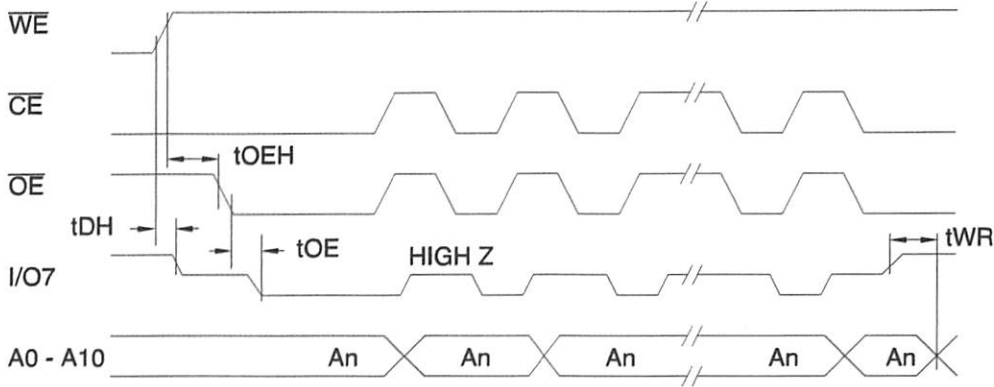 WE
CE
tOEH
OE
tDH
tOE
tWR
HIGH Z
I/O7
A0 - A10
An
An
An
An
An